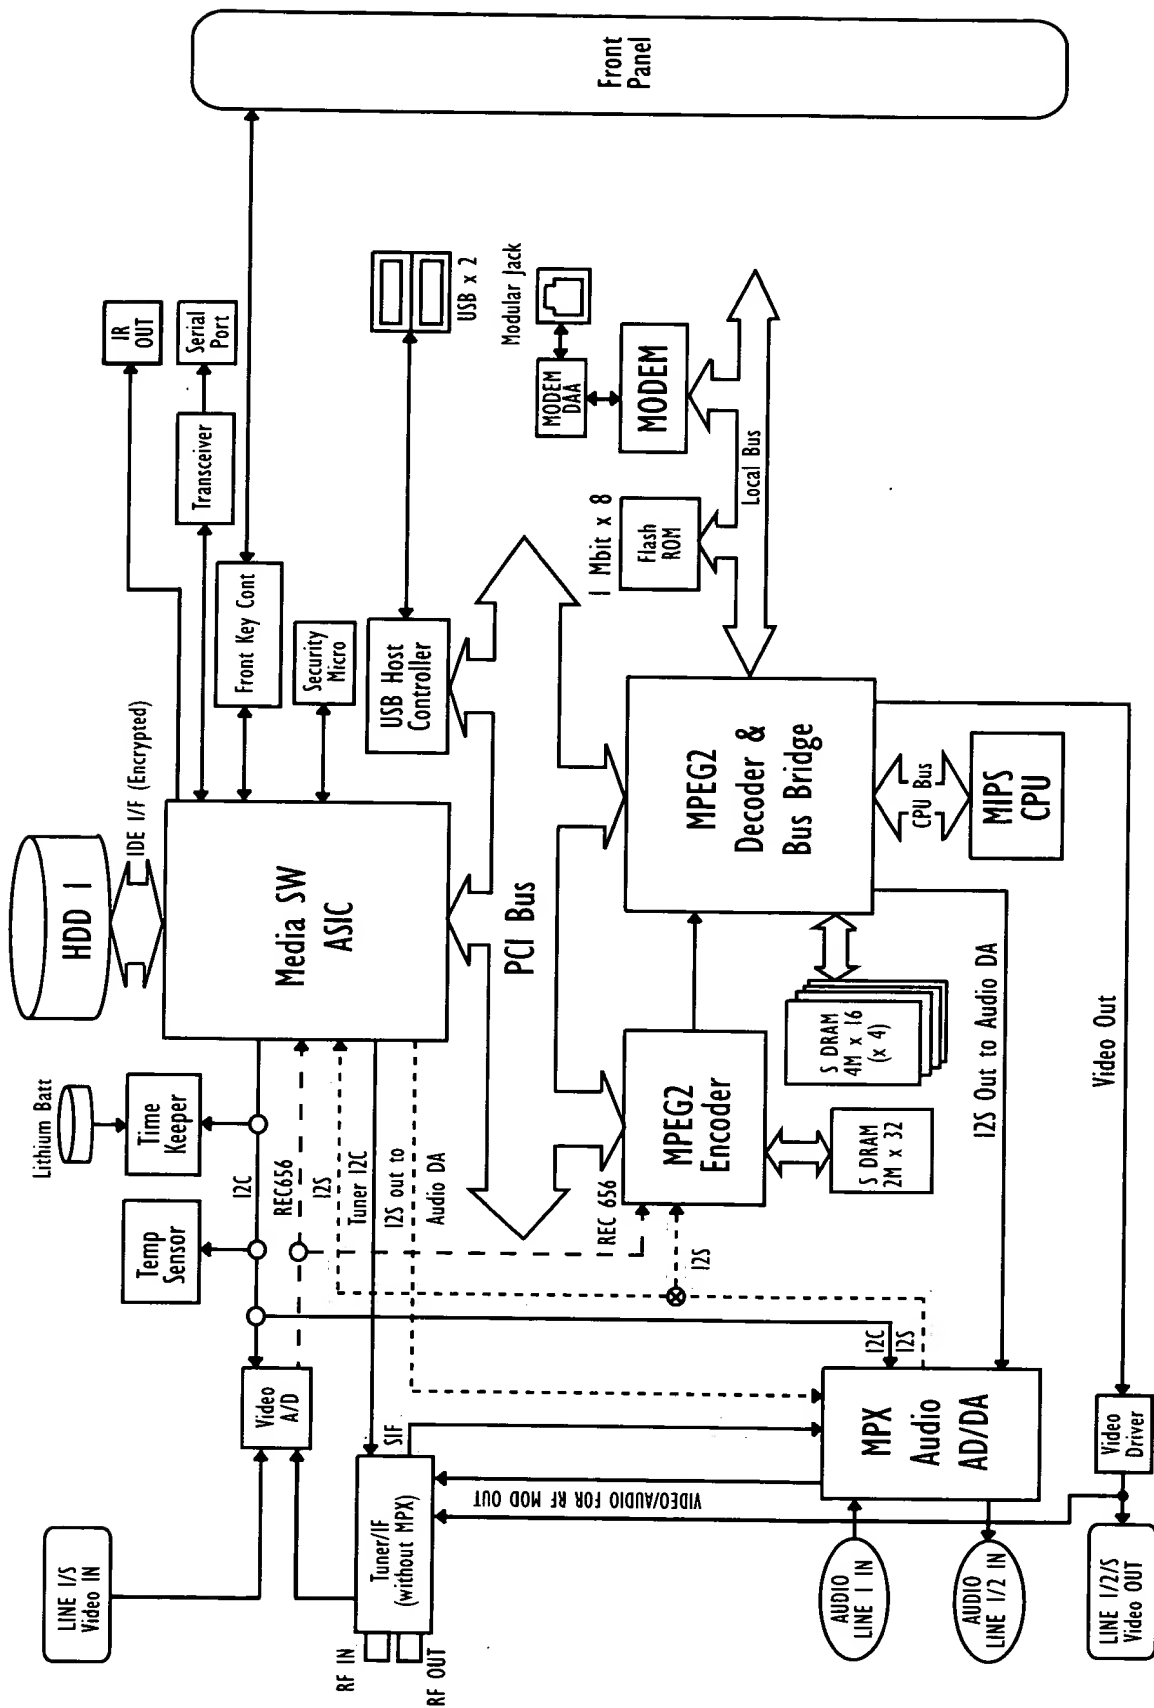 LINE 1/S
Video IN
RF IN
RF OUT
Tuner/IF
(without MPX)
SIF
VIDEO/AUDIO FOR RF MOD OUT
Video
A/D
Temp
Sensor
Lithium Batt
Time
Keeper
I2C
REC656
I2S
Tuner I2C
I2S out to
Audio DA
HDD 1
IDE I/F (Encrypted)
Media SW
ASIC
IR
OUT
Serial
Port
Transceiver
Front Key Cont
Security
Micro
USB Host
Controller
USB x 2
Front
Panel
PCI Bus
REC 656
I2S
MPEG2
Encoder
S DRAM
2M x 32
S DRAM
4M x 16
(x 4)
MPEG2
Decoder &
Bus Bridge
CPU Bus
MIPS
CPU
1 Mbit x 8
Flash
ROM
Local Bus
MODEM
MODEM
DAA
Modular Jack
I2C
I2S
I2S Out to Audio DA
Video Out
MPX
Audio
AD/DA
AUDIO
LINE 1 IN
AUDIO
LINE 1/2 IN
Video
Driver
LINE 1/2/S
Video OUT